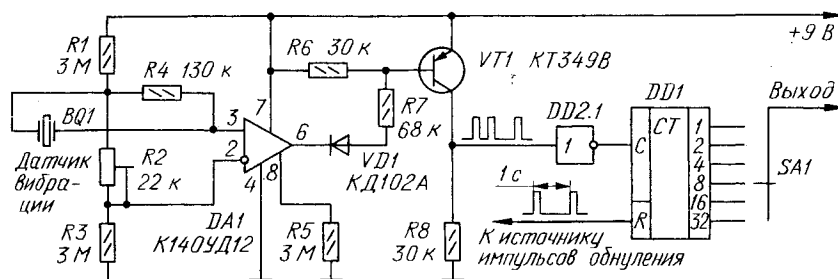 R1
3 М
R4 130 к
BQ1
Датчик
вибра-
ции
R2
22 к
R3
3 М
3
2
7
6
4
8
DA1
К140УД12
R5
3 М
R6 30 к
R7
68 к
VD1
КД102А
VT1 КТ349В
+9 В
R8
30 к
DD2.1
1
1 с
К источнику
импульсов обнуления
DD1
CT
C
R
1
2
4
8
16
32
Выход
SA1